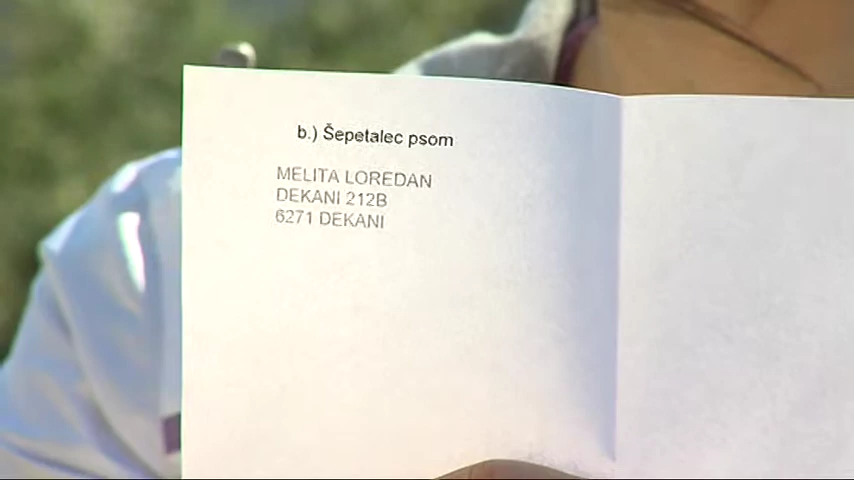 b.) Šepetalec psom
MELITA LOREDAN
DEKANI 212B
6271 DEKANI